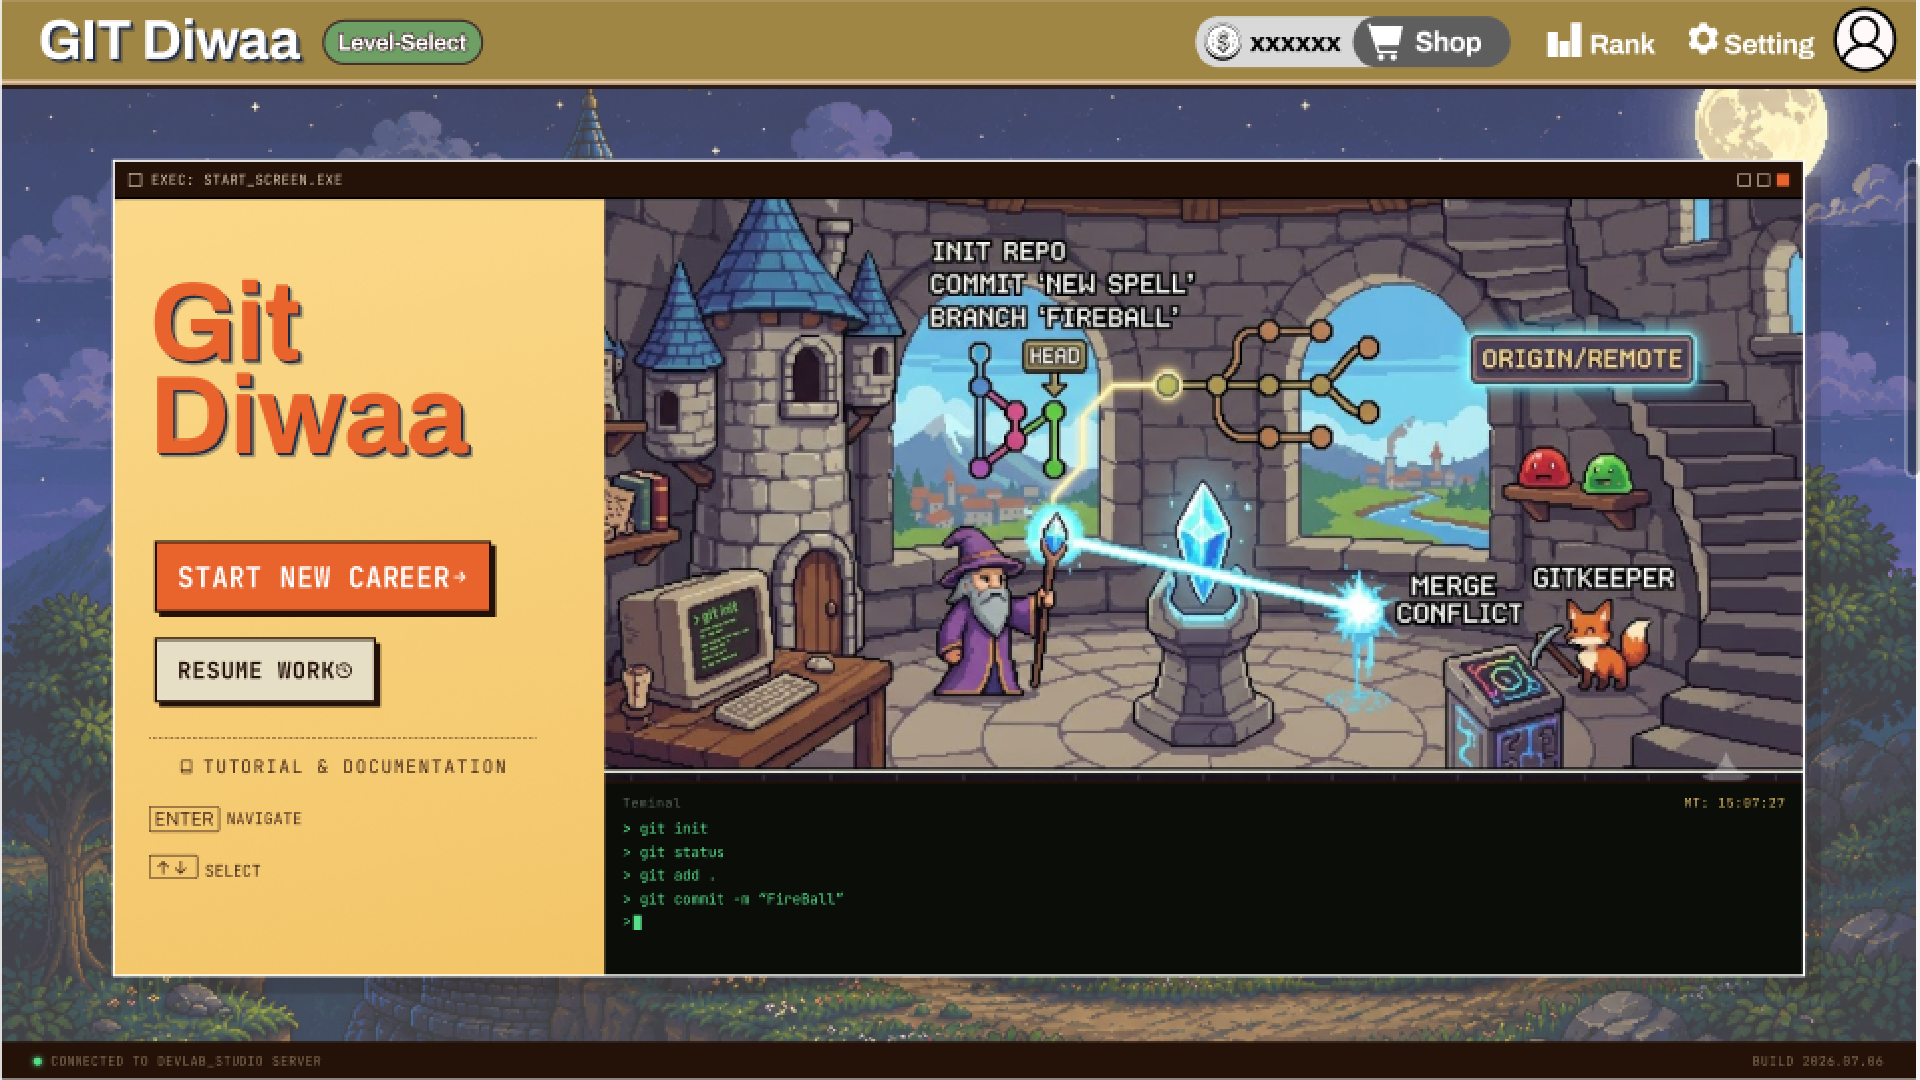 GIT Diwaa
Level-Select
xxxxxx
Shop
Rank
Setting
EXEC: START_SCREEN.EXE
Git
Diwaa
START NEW CAREER→
RESUME WORK
TUTORIAL & DOCUMENTATION
ENTER NAVIGATE
↑↓ SELECT
INIT REPO
COMMIT ‘NEW SPELL’
BRANCH ‘FIREBALL’
HEAD
ORIGIN/REMOTE
> git init
MERGE
CONFLICT
GITKEEPER
Teminal
MT: 15:07:27
> git init
> git status
> git add .
> git commit -m “FireBall”
>
CONNECTED TO DEVLAB_STUDIO SERVER
BUILD 2026.07.06